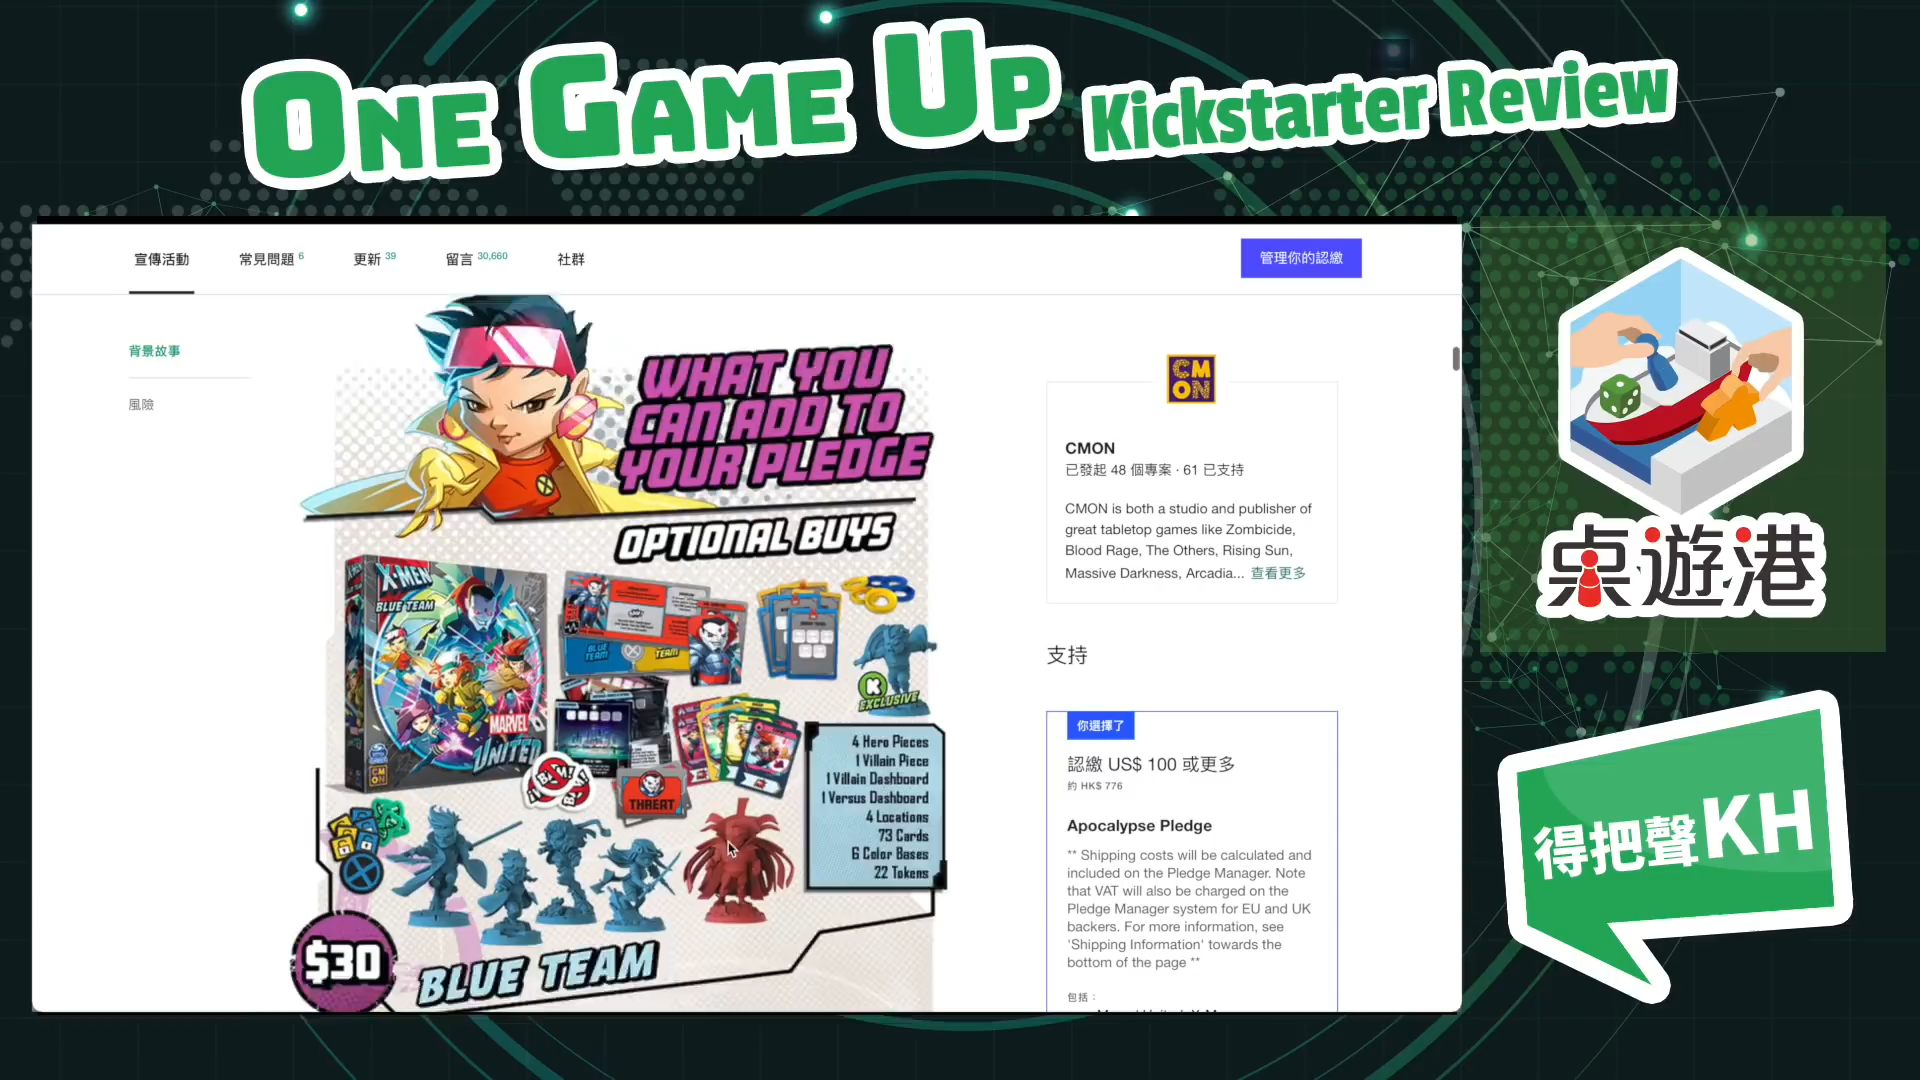 ONE GAME UP Kickstarter Review
宣傳活動
常見問題 6
更新 39
留言 30,660
社群
管理你的認繳
背景故事
風險
WHAT YOU
CAN ADD TO
YOUR PLEDGE
OPTIONAL BUYS
X-MEN
BLUE TEAM
MARVEL
UNITED
CMON
BLUE TEAM
THREAT
K EXCLUSIVE
4 Hero Pieces
1 Villain Piece
1 Villain Dashboard
1 Versus Dashboard
4 Locations
73 Cards
6 Color Bases
22 Tokens
$30
BLUE TEAM
CMON
CMON
已發起 48 個專案 · 61 已支持
CMON is both a studio and publisher of
great tabletop games like Zombicide,
Blood Rage, The Others, Rising Sun,
Massive Darkness, Arcadia... 查看更多
支持
你選擇了
認繳 US$ 100 或更多
約 HK$ 776
Apocalypse Pledge
** Shipping costs will be calculated and
included on the Pledge Manager. Note
that VAT will also be charged on the
Pledge Manager system for EU and UK
backers. For more information, see
'Shipping Information' towards the
bottom of the page **
包括：
桌遊港
得把聲KH